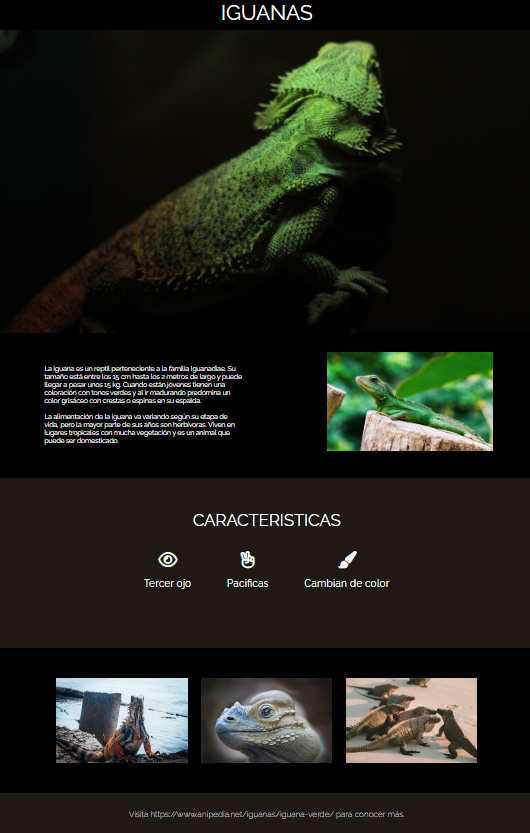 IGUANAS
La iguana es un reptil perteneciente a la familia Iguanadiae. Su
tamaño está entre los 15 cm hasta los 2 metros de largo y puede
llegar a pesar unos 15 kg. Cuando están jóvenes tienen una
coloración con tonos verdes y al ir madurando predomina un
color grisáceo con crestas o espinas en su espalda.
La alimentación de la iguana va variando según su etapa de
vida, pero la mayor parte de sus años son herbívoras. Viven en
lugares tropicales con mucha vegetación y es un animal que
puede ser domesticado.
CARACTERISTICAS
Tercer ojo
Pacificas
Cambian de color
Visita https://www.anipedia.net/iguanas/iguana-verde/ para conocer más.